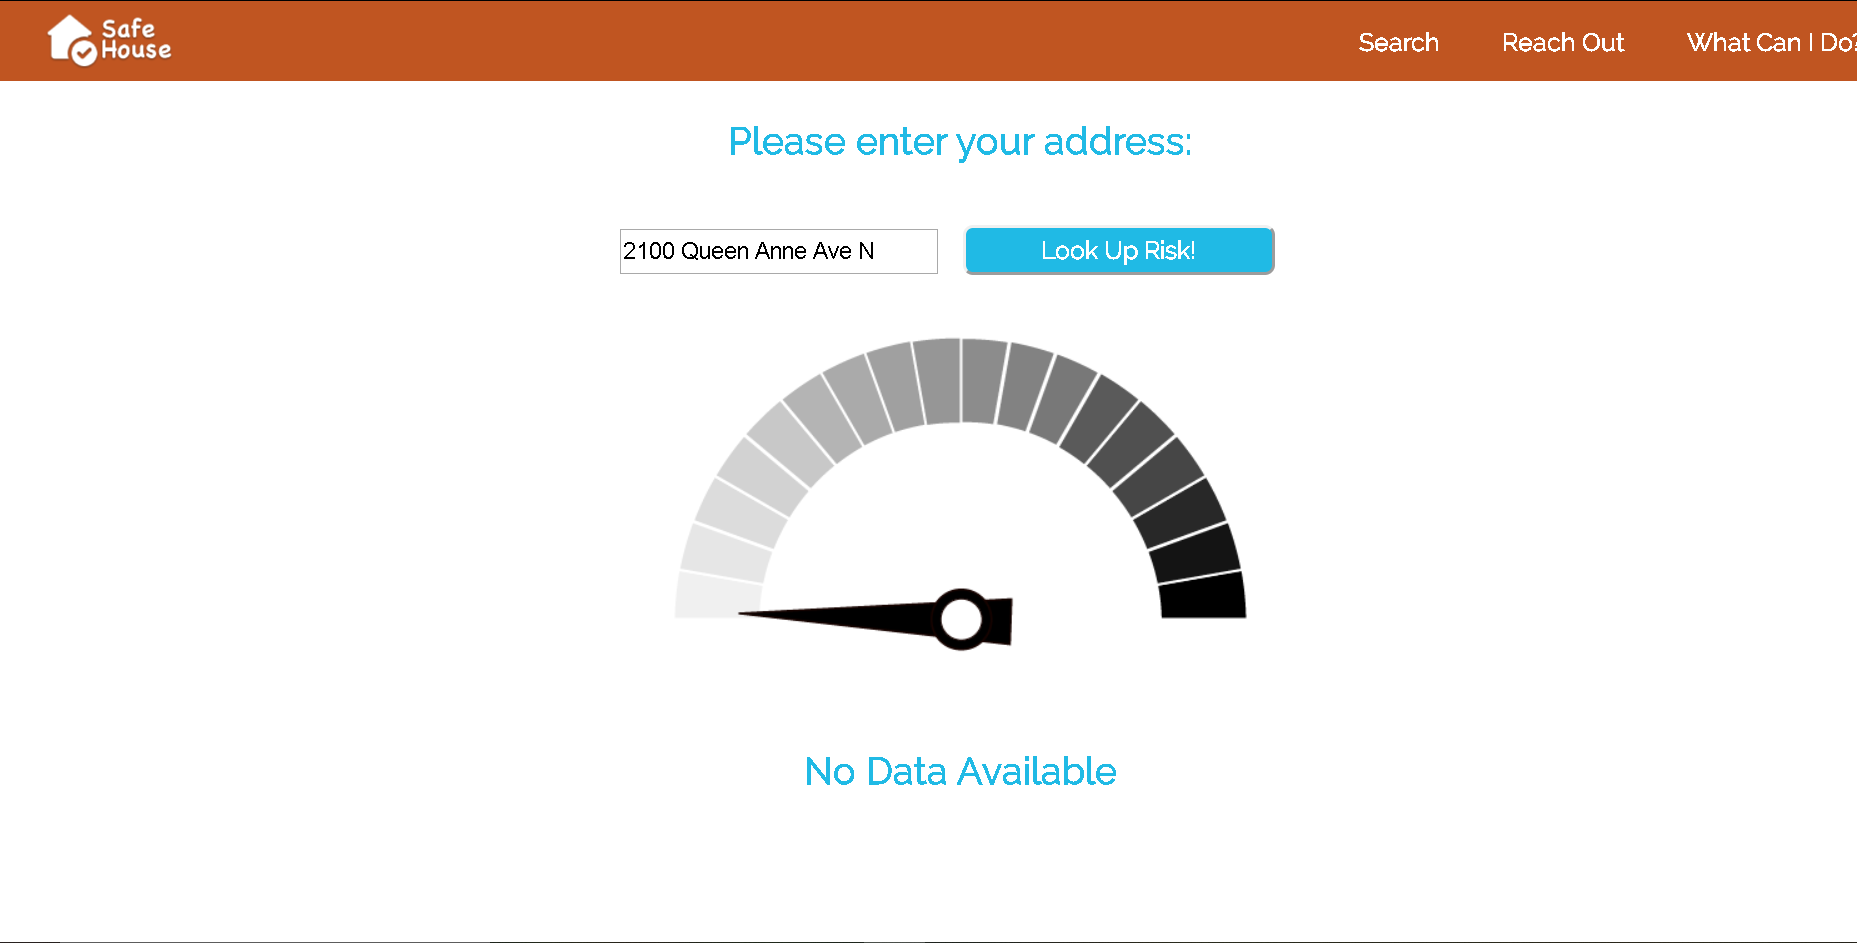 Safe
House
Search
Reach Out
What Can I Do?
Please enter your address:
2100 Queen Anne Ave N
Look Up Risk!
No Data Available